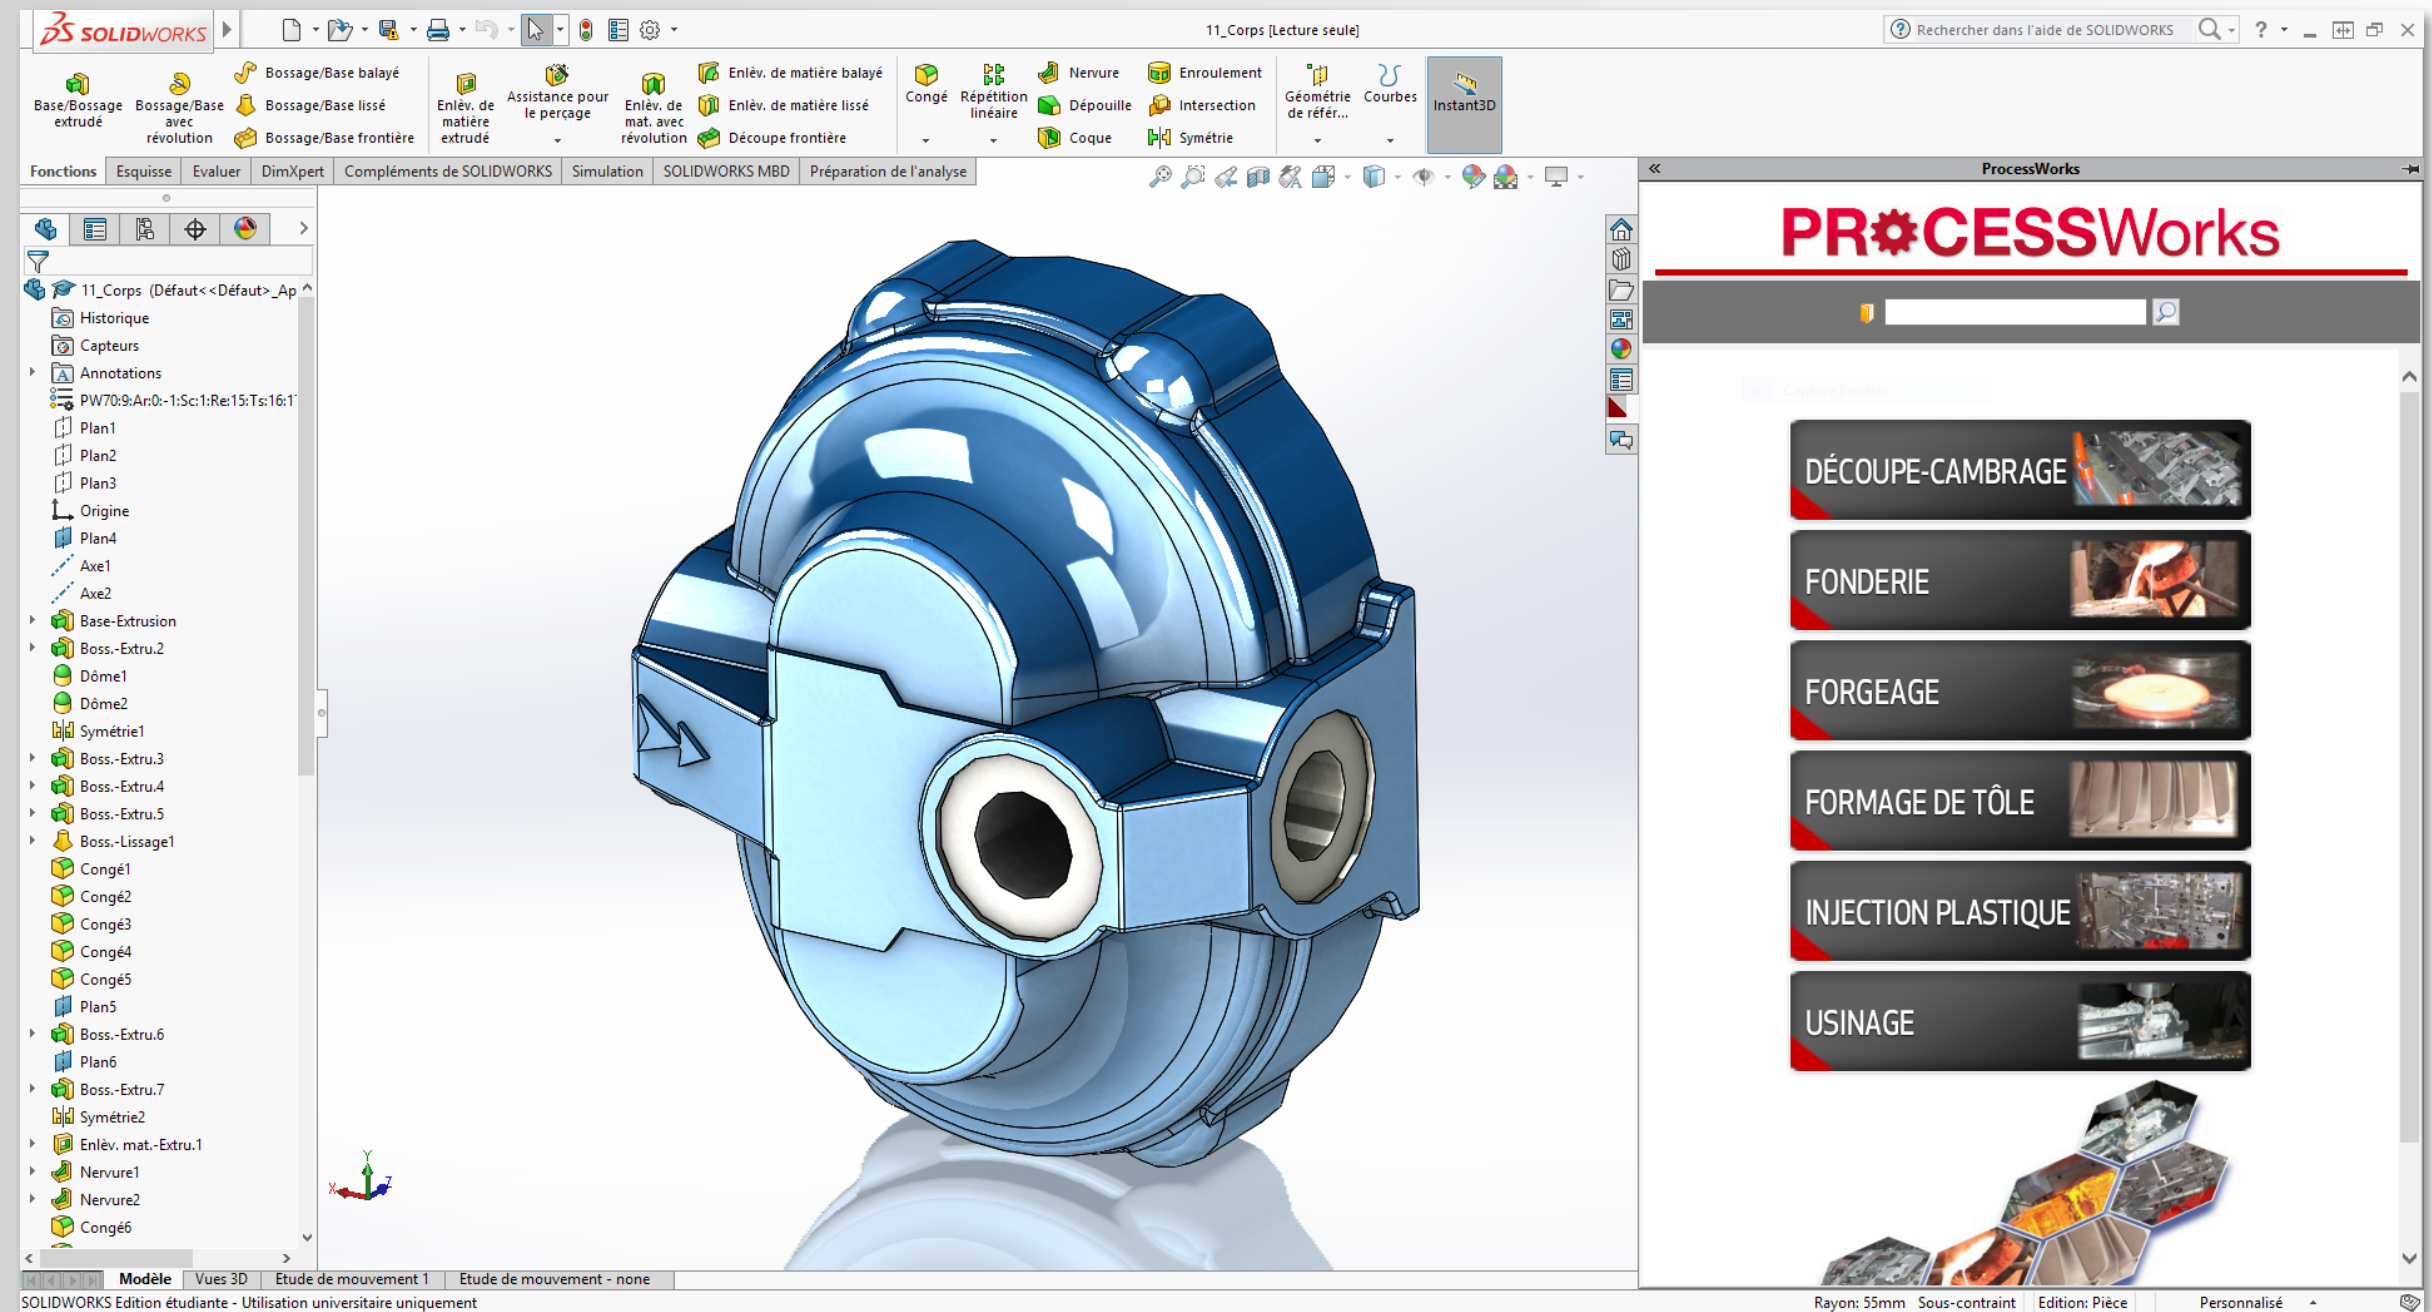 SOLIDWORKS
11_Corps [Lecture seule]
Rechercher dans l'aide de SOLIDWORKS
Base/Bossage extrudé
Bossage/Base avec révolution
Bossage/Base balayé
Bossage/Base lissé
Bossage/Base frontière
Enlèv. de matière extrudé
Assistance pour le perçage
Enlèv. de mat. avec révolution
Enlèv. de matière balayé
Enlèv. de matière lissé
Découpe frontière
Congé
Répétition linéaire
Nervure
Dépouille
Coque
Enroulement
Intersection
Symétrie
Géométrie de référ...
Courbes
Instant3D
Fonctions
Esquisse
Evaluer
DimXpert
Compléments de SOLIDWORKS
Simulation
SOLIDWORKS MBD
Préparation de l'analyse
11_Corps (Défaut<<Défaut>_Ap
Historique
Capteurs
Annotations
PW70:9:Ar:0:-1:Sc:1:Re:15:Ts:16:1
Plan1
Plan2
Plan3
Origine
Plan4
Axe1
Axe2
Base-Extrusion
Boss.-Extru.2
Dôme1
Dôme2
Symétrie1
Boss.-Extru.3
Boss.-Extru.4
Boss.-Extru.5
Boss.-Lissage1
Congé1
Congé2
Congé3
Congé4
Congé5
Plan5
Boss.-Extru.6
Plan6
Boss.-Extru.7
Symétrie2
Enlèv. mat.-Extru.1
Nervure1
Nervure2
Congé6
Y
X
Z
ProcessWorks
PROCESSWorks
Capture Fenêtre
DÉCOUPE-CAMBRAGE
FONDERIE
FORGEAGE
FORMAGE DE TÔLE
INJECTION PLASTIQUE
USINAGE
Modèle
Vues 3D
Etude de mouvement 1
Etude de mouvement - none
SOLIDWORKS Edition étudiante - Utilisation universitaire uniquement
Rayon: 55mm
Sous-contraint
Edition: Pièce
Personnalisé